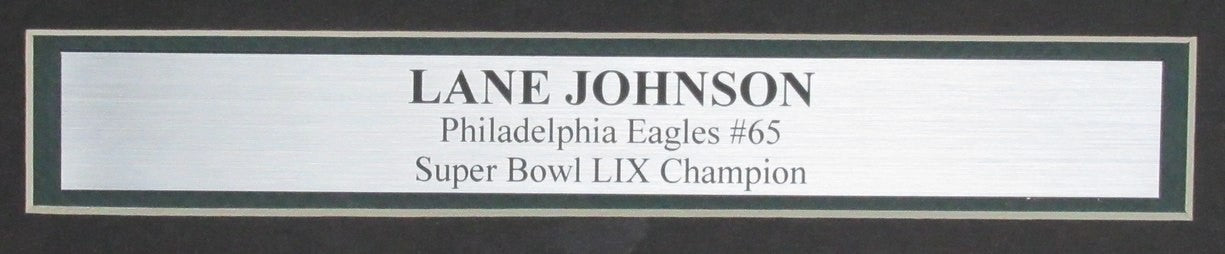 LANE JOHNSON
Philadelphia Eagles #65
Super Bowl LIX Champion